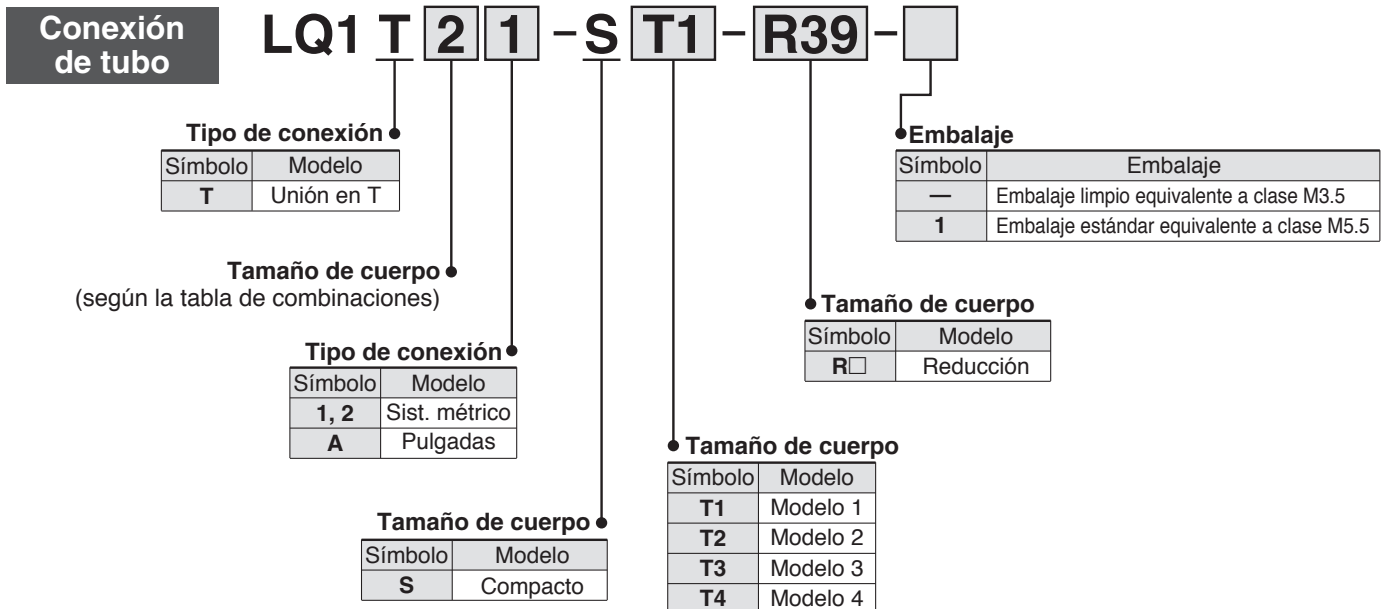 Conexión
de tubo
LQ1 T 2 1 - S T1 - R39 -
Tipo de conexión
Símbolo Modelo
T Unión en T
Embalaje
Símbolo Embalaje
— Embalaje limpio equivalente a clase M3.5
1 Embalaje estándar equivalente a clase M5.5
Tamaño de cuerpo
(según la tabla de combinaciones)
Tamaño de cuerpo
Símbolo Modelo
R□ Reducción
Tipo de conexión
Símbolo Modelo
1, 2 Sist. métrico
A Pulgadas
Tamaño de cuerpo
Símbolo Modelo
T1 Modelo 1
T2 Modelo 2
T3 Modelo 3
T4 Modelo 4
Tamaño de cuerpo
Símbolo Modelo
S Compacto